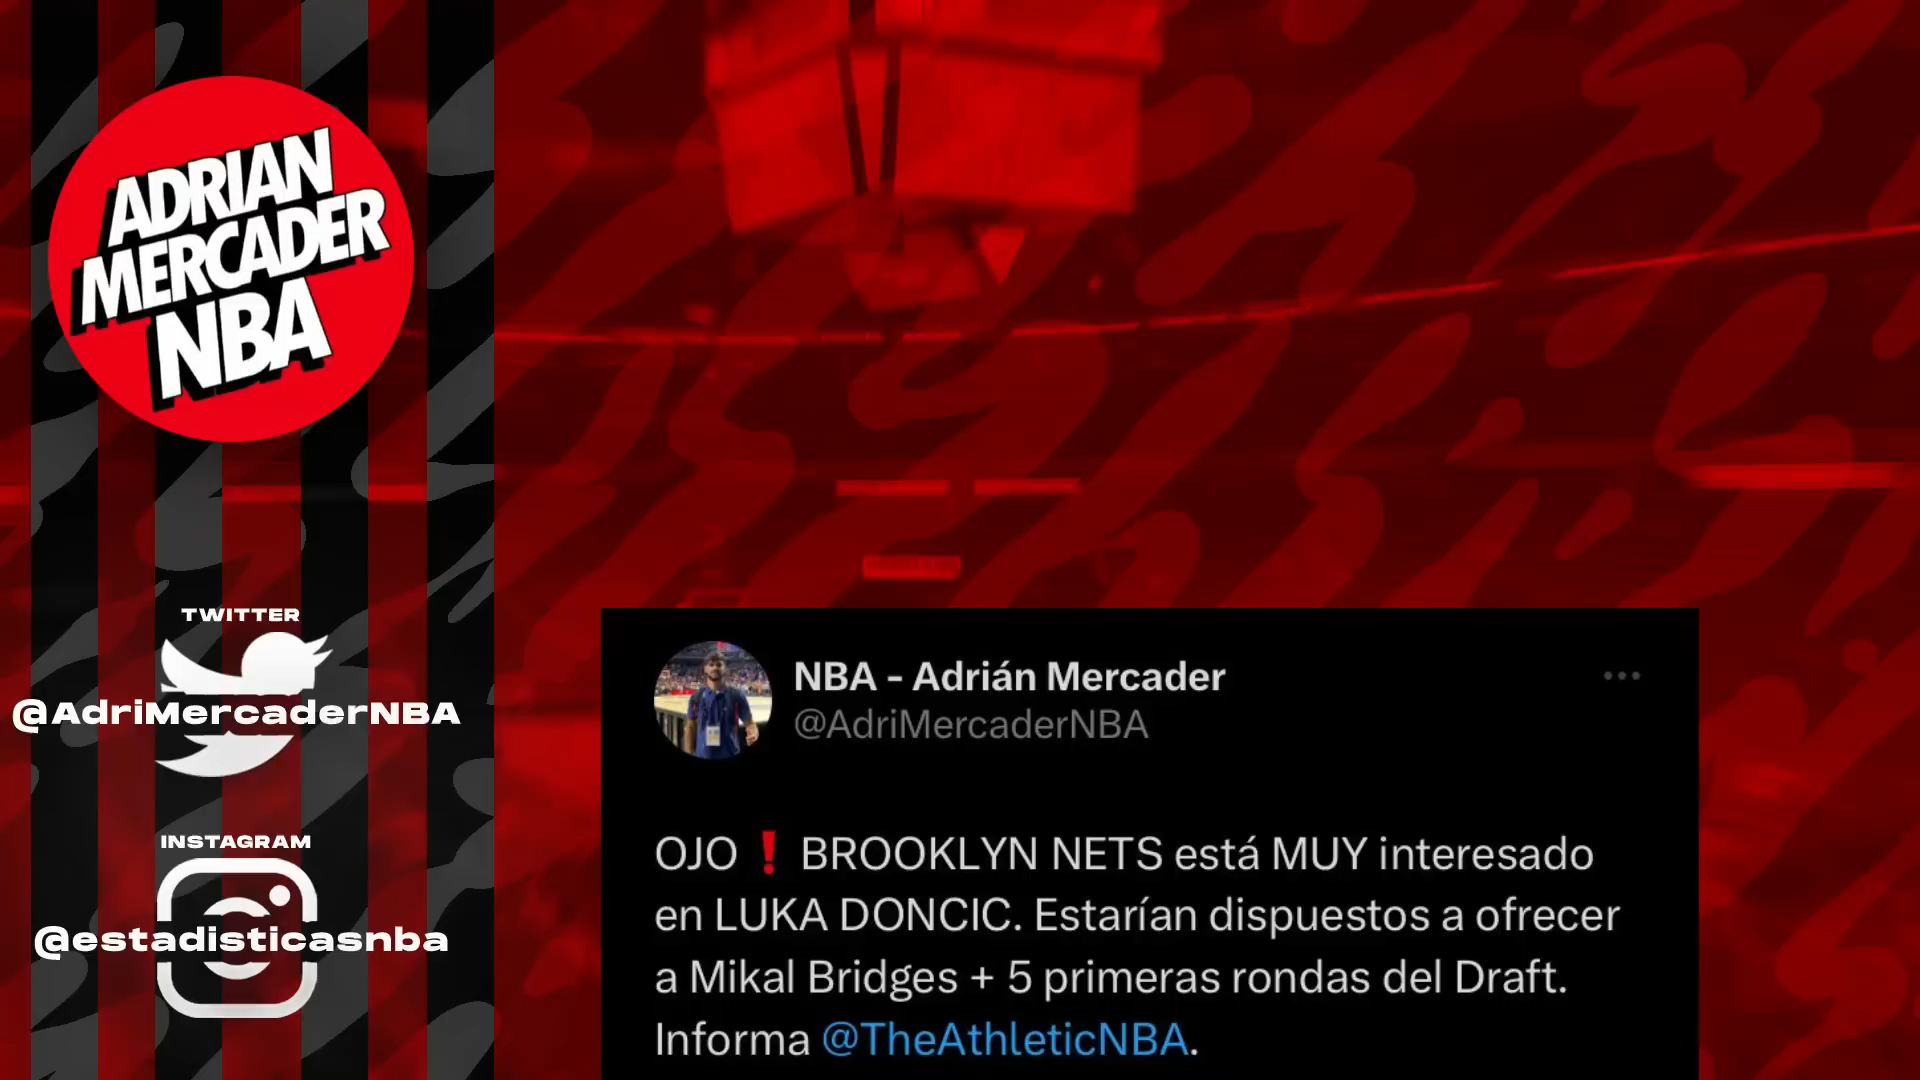 ADRIAN
MERCADER
NBA
TWITTER
@AdriMercaderNBA
INSTAGRAM
@estadisticasnba
NBA - Adrián Mercader
@AdriMercaderNBA
OJO❗BROOKLYN NETS está MUY interesado
en LUKA DONCIC. Estarían dispuestos a ofrecer
a Mikal Bridges + 5 primeras rondas del Draft.
Informa @TheAthleticNBA.